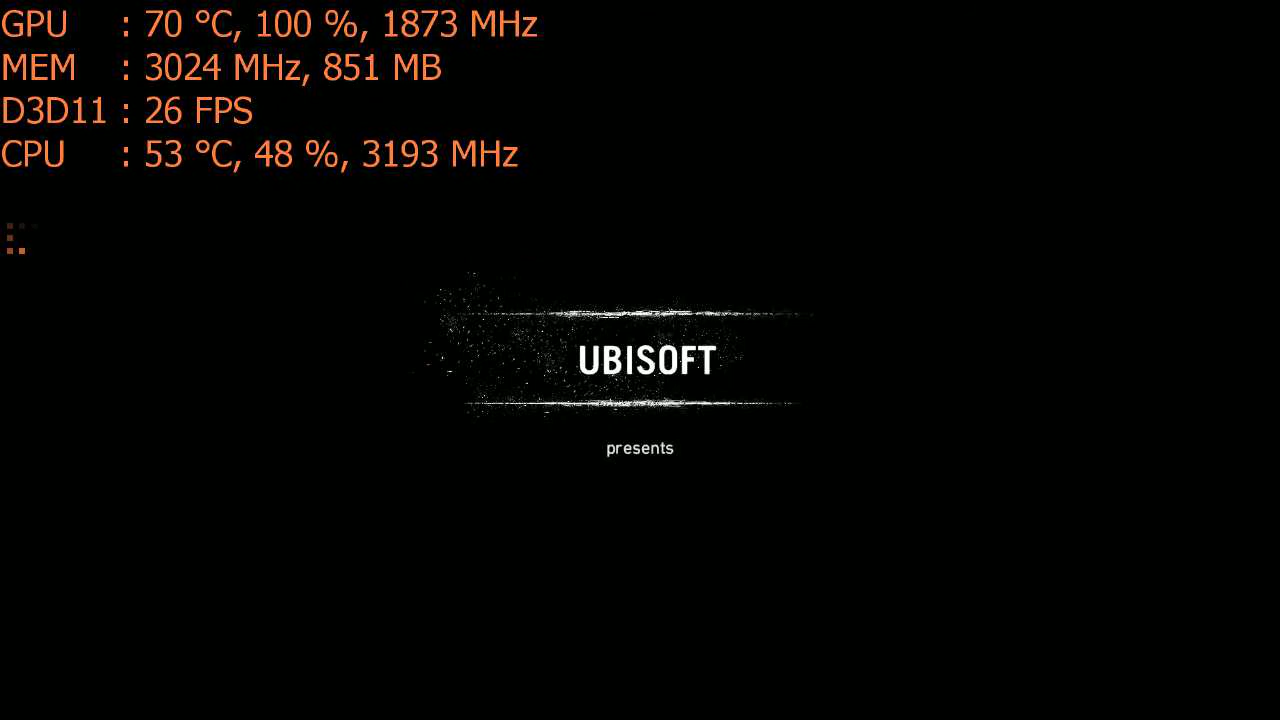 GPU : 70 °C, 100 %, 1873 MHz
MEM : 3024 MHz, 851 MB
D3D11 : 26 FPS
CPU : 53 °C, 48 %, 3193 MHz
UBISOFT
presents